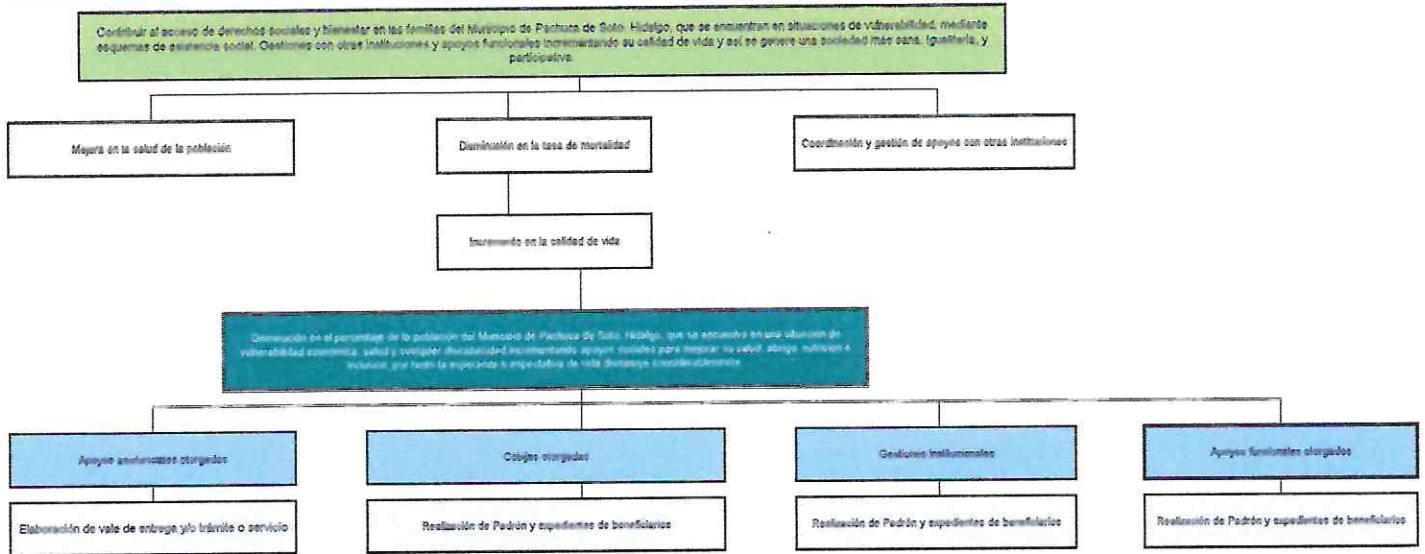 Contribuir al acceso de derechos sociales y bienestar en las familias del Municipio de Pachuca de Soto, Hidalgo, que se encuentran en situaciones de vulnerabilidad, mediante
esquemas de asistencia social. Gestiones con otras instituciones y apoyos funcionales incrementando su calidad de vida y así se genere una sociedad más sana, igualitaria, y
participativa.
Mejora en la salud de la población
Disminución en la tasa de mortalidad
Coordinación y gestión de apoyos con otras instituciones
Incremento en la calidad de vida
Disminución en el porcentaje de la población del Municipio de Pachuca de Soto, Hidalgo, que se encuentra en una situación de
vulnerabilidad económica, salud y cualquier discapacidad incrementando apoyos sociales para mejorar su salud, abrigo, nutrición e
inclusión, por tanto la esperanza o expectativa de vida disminuye considerablemente
Apoyos asistenciales otorgados
Cobijas otorgadas
Gestiones Institucionales
Apoyos funcionales otorgados
Elaboración de vale de entrega y/o trámite o servicio
Realización de Padrón y expedientes de beneficiarios
Realización de Padrón y expedientes de beneficiarios
Realización de Padrón y expedientes de beneficiarios